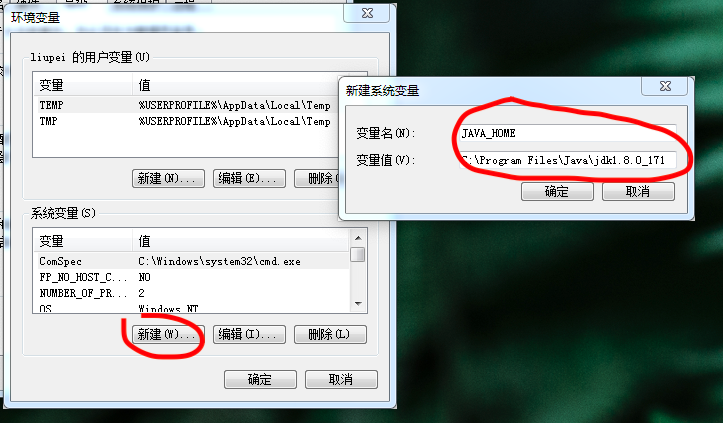 环境变量
liupei 的用户变量(U)
变量 值
TEMP %USERPROFILE%\AppData\Local\Temp
TMP %USERPROFILE%\AppData\Local\Temp
新建(N)... 编辑(E)... 删除(
系统变量(S)
变量 值
ComSpec C:\Windows\system32\cmd.exe
FP_NO_HOST_C... NO
NUMBER_OF_PR... 2
OS Windows_NT
新建(W)... 编辑(I)... 删除(L)
确定 取消
新建系统变量
变量名(N): JAVA_HOME
变量值(V): C:\Program Files\Java\jdk1.8.0_171
确定 取消